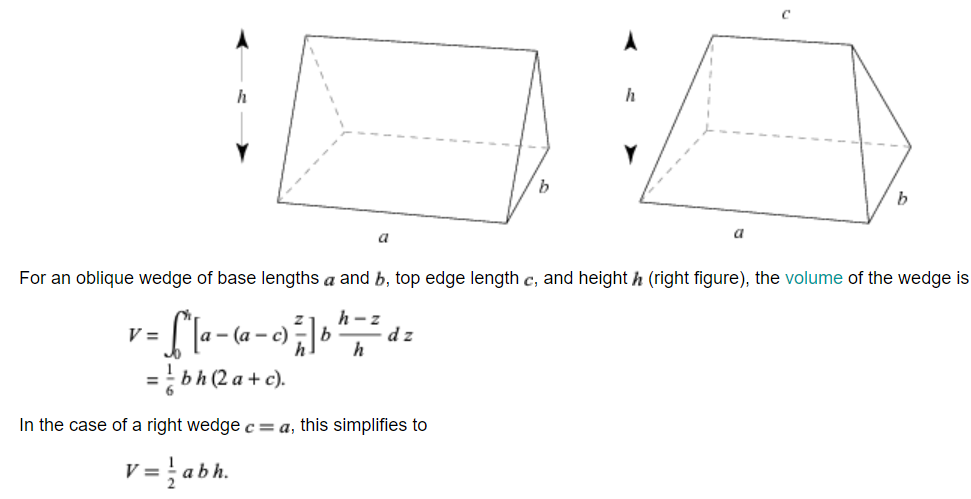 c
h
h
b
b
a
a
For an oblique wedge of base lengths a and b, top edge length c, and height h (right figure), the volume of the wedge is
V = ∫₀ʰ [a − (a − c) z/h] b (h − z)/h d z
= 1/6 b h (2 a + c).
In the case of a right wedge c = a, this simplifies to
V = 1/2 a b h.